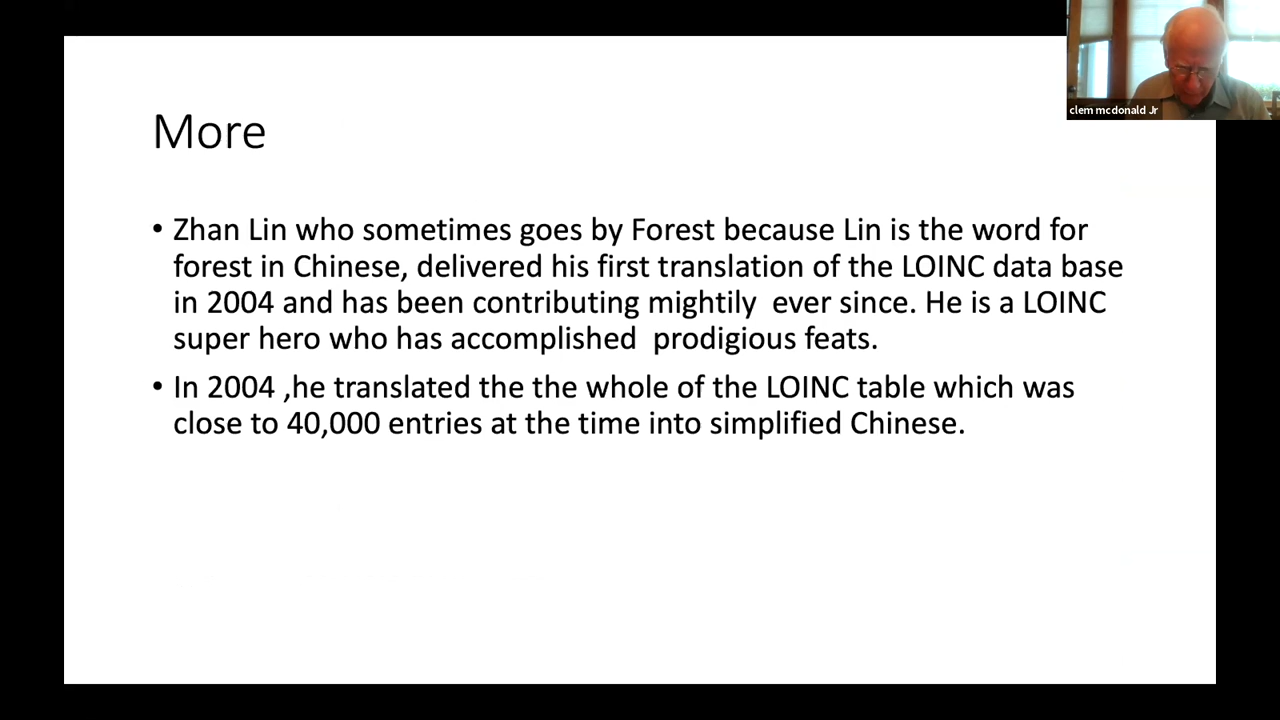 clem mcdonald Jr
More
• Zhan Lin who sometimes goes by Forest because Lin is the word for
forest in Chinese, delivered his first translation of the LOINC data base
in 2004 and has been contributing mightily  ever since. He is a LOINC
super hero who has accomplished  prodigious feats.
• In 2004 ,he translated the the whole of the LOINC table which was
close to 40,000 entries at the time into simplified Chinese.